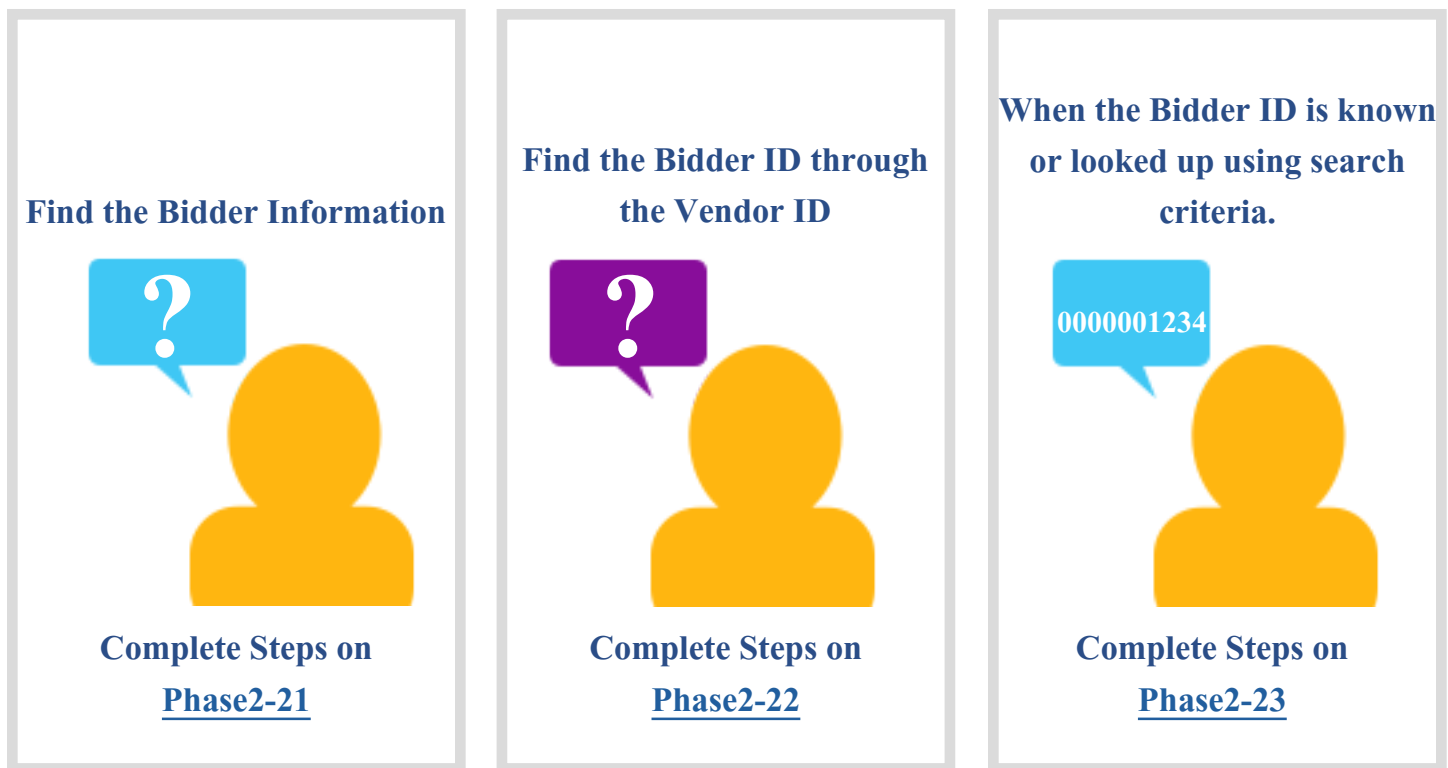 Find the Bidder Information
?
Complete Steps on
Phase2-21
Find the Bidder ID through
the Vendor ID
?
Complete Steps on
Phase2-22
When the Bidder ID is known
or looked up using search
criteria.
0000001234
Complete Steps on
Phase2-23